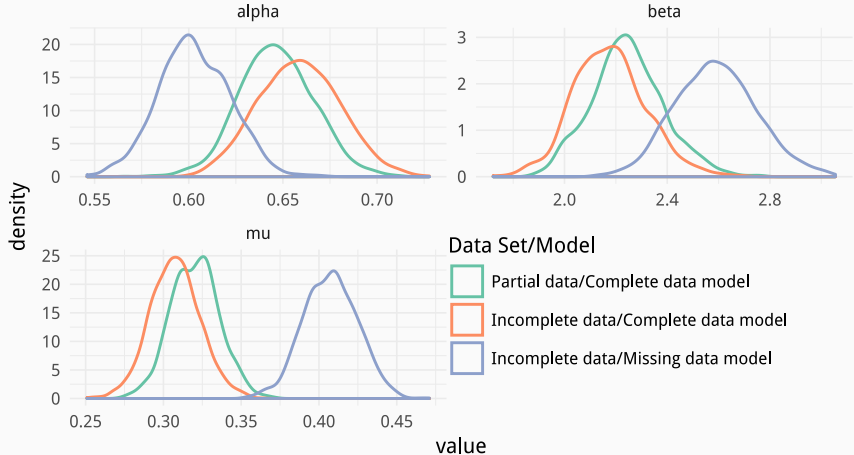 alpha
beta
20
15
10
5
0
0.55 0.60 0.65 0.70
3
2
1
0
2.0 2.4 2.8
density
mu
25
20
15
10
5
0
0.25 0.30 0.35 0.40 0.45
Data Set/Model
Partial data/Complete data model
Incomplete data/Complete data model
Incomplete data/Missing data model
value